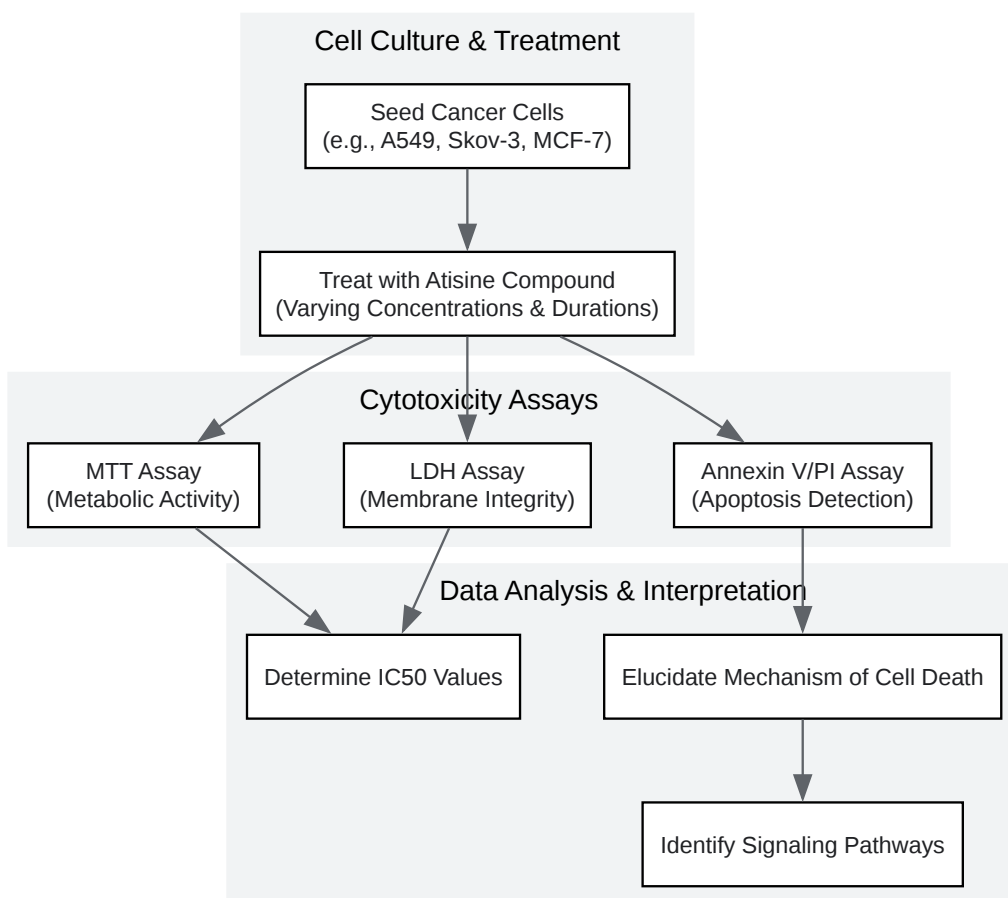 Cell Culture & Treatment
Seed Cancer Cells
(e.g., A549, Skov-3, MCF-7)
Treat with Atisine Compound
(Varying Concentrations & Durations)
Cytotoxicity Assays
MTT Assay
(Metabolic Activity)
LDH Assay
(Membrane Integrity)
Annexin V/PI Assay
(Apoptosis Detection)
Data Analysis & Interpretation
Determine IC50 Values
Elucidate Mechanism of Cell Death
Identify Signaling Pathways